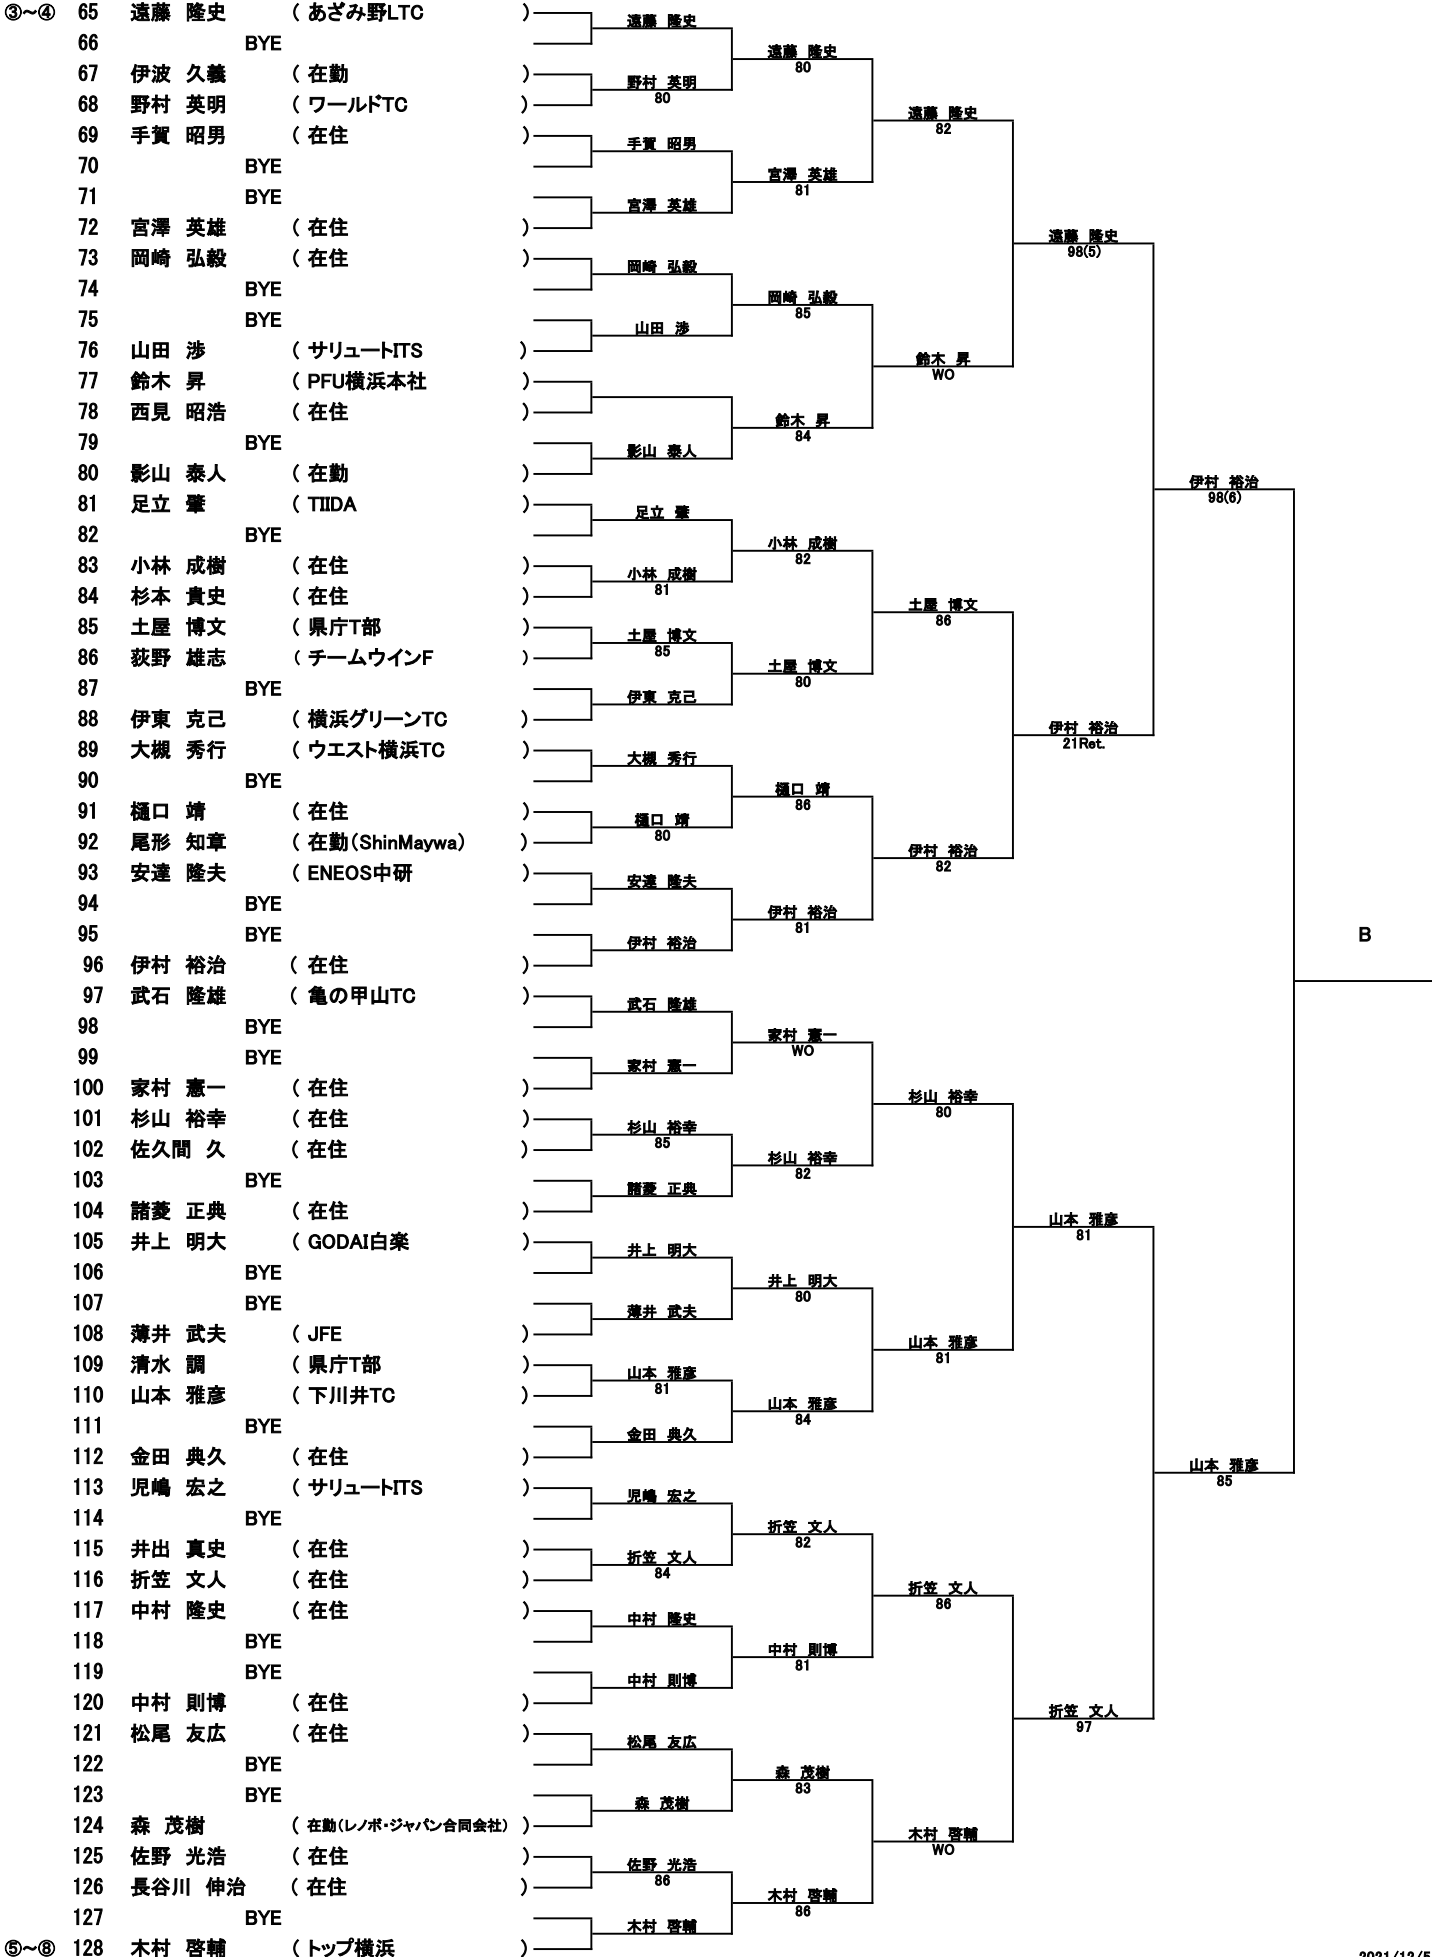 ③～④ 65 遠藤 隆史 ( あざみ野LTC )
66 BYE
67 伊波 久義 ( 在勤 )
68 野村 英明 ( ワールドTC )
69 手賀 昭男 ( 在住 )
70 BYE
71 BYE
72 宮澤 英雄 ( 在住 )
73 岡崎 弘毅 ( 在住 )
74 BYE
75 BYE
76 山田 渉 ( サリュートITS )
77 鈴木 昇 ( PFU横浜本社 )
78 西見 昭浩 ( 在住 )
79 BYE
80 影山 泰人 ( 在勤 )
81 足立 肇 ( TIIDA )
82 BYE
83 小林 成樹 ( 在住 )
84 杉本 貴史 ( 在住 )
85 土屋 博文 ( 県庁T部 )
86 荻野 雄志 ( チームウインF )
87 BYE
88 伊東 克己 ( 横浜グリーンTC )
89 大槻 秀行 ( ウエスト横浜TC )
90 BYE
91 樋口 靖 ( 在住 )
92 尾形 知章 ( 在勤（ShinMaywa） )
93 安達 隆夫 ( ENEOS中研 )
94 BYE
95 BYE
96 伊村 裕治 ( 在住 )
97 武石 隆雄 ( 亀の甲山TC )
98 BYE
99 BYE
100 家村 憲一 ( 在住 )
101 杉山 裕幸 ( 在住 )
102 佐久間 久 ( 在住 )
103 BYE
104 諸菱 正典 ( 在住 )
105 井上 明大 ( GODAI白楽 )
106 BYE
107 BYE
108 薄井 武夫 ( JFE )
109 清水 調 ( 県庁T部 )
110 山本 雅彦 ( 下川井TC )
111 BYE
112 金田 典久 ( 在住 )
113 児嶋 宏之 ( サリュートITS )
114 BYE
115 井出 真史 ( 在住 )
116 折笠 文人 ( 在住 )
117 中村 隆史 ( 在住 )
118 BYE
119 BYE
120 中村 則博 ( 在住 )
121 松尾 友広 ( 在住 )
122 BYE
123 BYE
124 森 茂樹 ( 在勤（レノボ・ジャパン合同会社） )
125 佐野 光浩 ( 在住 )
126 長谷川 伸治 ( 在住 )
127 BYE
⑤～⑧ 128 木村 啓輔 ( トップ横浜 )
遠藤 隆史
野村 英明
80
手賀 昭男
宮澤 英雄
岡崎 弘毅
山田 渉
影山 泰人
足立 肇
小林 成樹
81
土屋 博文
85
伊東 克己
大槻 秀行
樋口 靖
80
安達 隆夫
伊村 裕治
武石 隆雄
家村 憲一
杉山 裕幸
85
諸菱 正典
井上 明大
薄井 武夫
山本 雅彦
81
金田 典久
児嶋 宏之
折笠 文人
84
中村 隆史
中村 則博
松尾 友広
森 茂樹
佐野 光浩
86
木村 啓輔
遠藤 隆史
80
宮澤 英雄
81
岡崎 弘毅
85
鈴木 昇
84
小林 成樹
82
土屋 博文
80
樋口 靖
86
伊村 裕治
81
家村 憲一
WO
杉山 裕幸
82
井上 明大
80
山本 雅彦
84
折笠 文人
82
中村 則博
81
森 茂樹
83
木村 啓輔
86
遠藤 隆史
82
鈴木 昇
WO
土屋 博文
86
伊村 裕治
82
杉山 裕幸
80
山本 雅彦
81
折笠 文人
86
木村 啓輔
WO
遠藤 隆史
98(5)
伊村 裕治
21Ret.
山本 雅彦
81
折笠 文人
97
伊村 裕治
98(6)
山本 雅彦
85
B
2021/12/5